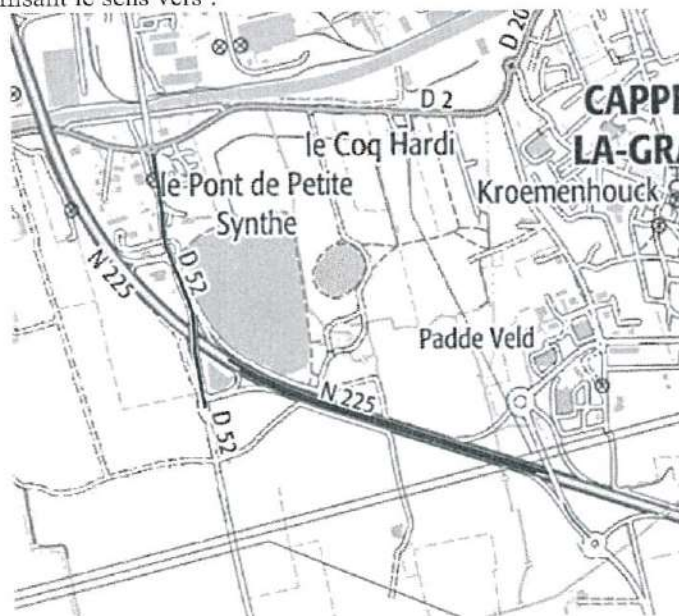 le sens vers :
D 20
D 2
CAPPE
LA-GRA
le Coq Hardi
le Pont de Petite
Synthe
Kroemenhouck
N 225
D 52
Padde Veld
N 225
D 52